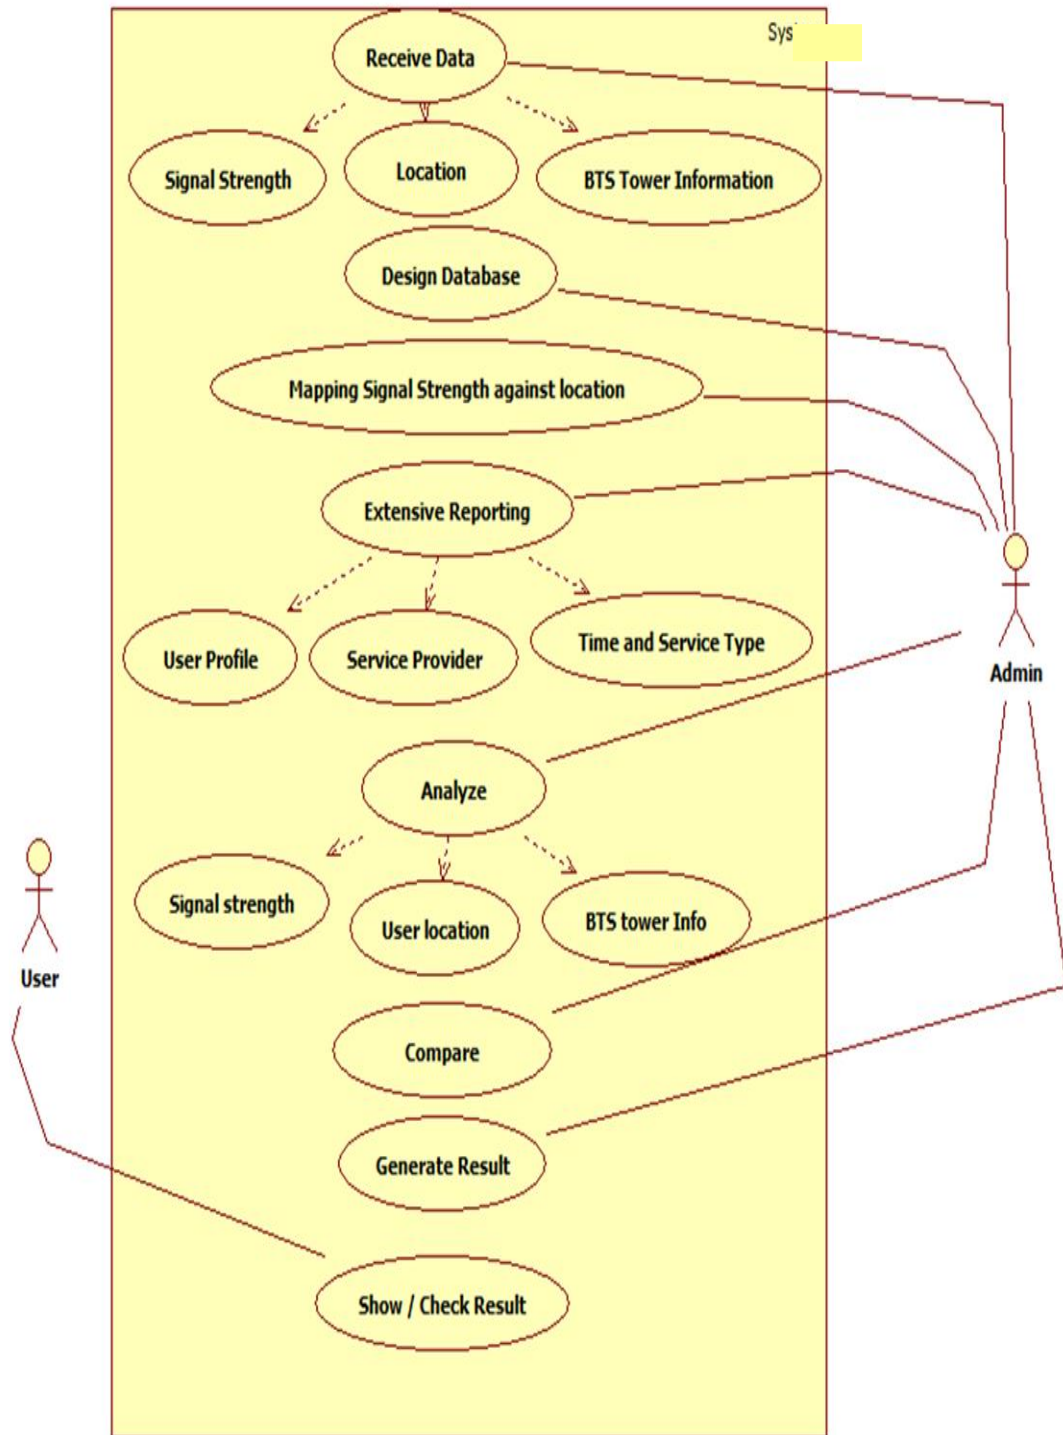 Receive Data
Signal Strength
Location
BTS Tower Information
Design Database
Mapping Signal Strength against location
Extensive Reporting
User Profile
Service Provider
Time and Service Type
Admin
Analyze
Signal strength
User location
BTS tower Info
User
Compare
Generate Result
Show / Check Result